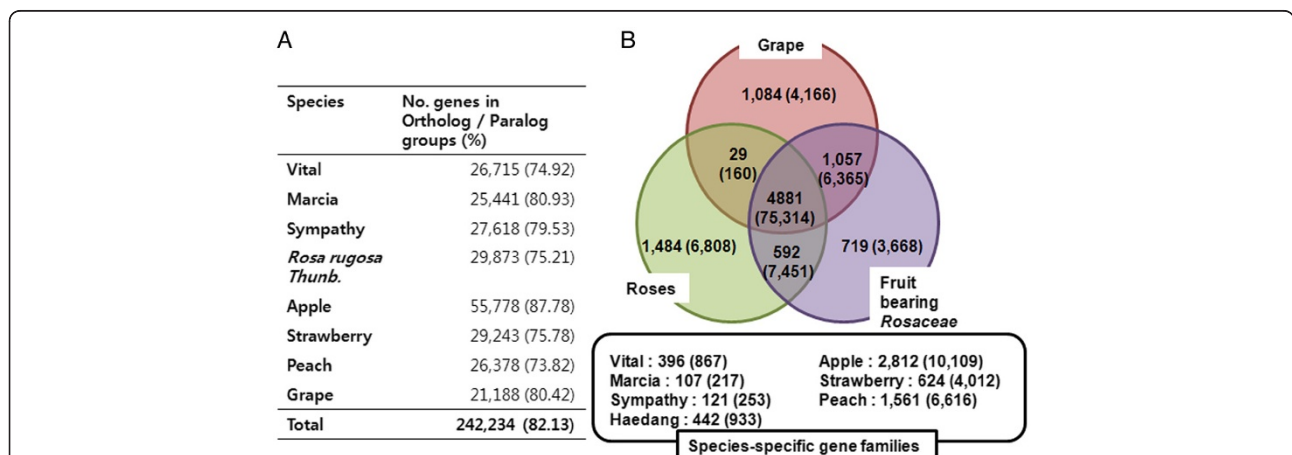 A
Species No. genes in
Ortholog / Paralog
groups (%)
Vital 26,715 (74.92)
Marcia 25,441 (80.93)
Sympathy 27,618 (79.53)
Rosa rugosa 29,873 (75.21)
Thunb.
Apple 55,778 (87.78)
Strawberry 29,243 (75.78)
Peach 26,378 (73.82)
Grape 21,188 (80.42)
Total 242,234 (82.13)
B
Grape
1,084 (4,166)
29
(160)
1,057
(6,365)
4881
(75,314)
1,484 (6,808)
592
(7,451)
719 (3,668)
Roses
Fruit
bearing
Rosaceae
Vital : 396 (867)
Marcia : 107 (217)
Sympathy : 121 (253)
Haedang : 442 (933)
Apple : 2,812 (10,109)
Strawberry : 624 (4,012)
Peach : 1,561 (6,616)
Species-specific gene families